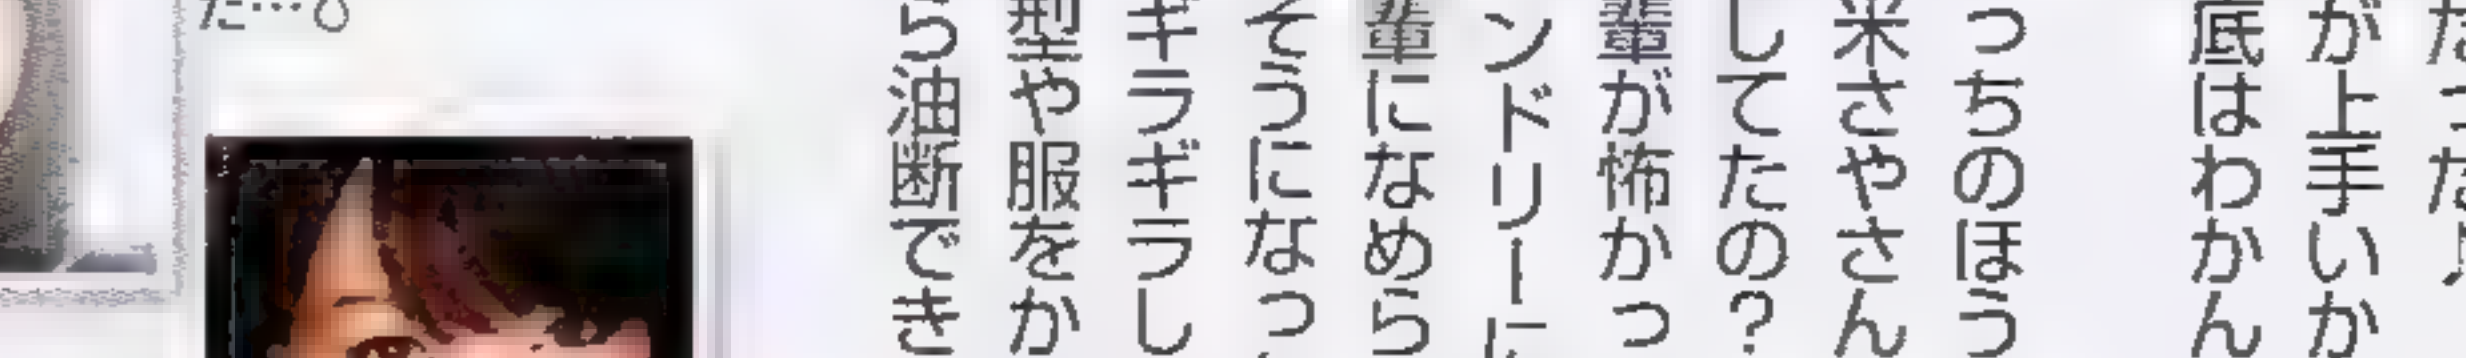 たった♪
が上手いか
底はわかん
っちのほう
米さやさん
してたの？
輩が怖かっ
ンドリーに
輩になめら
そうになっ
ギラギラし
型や服をか
ら油断でき
た…。